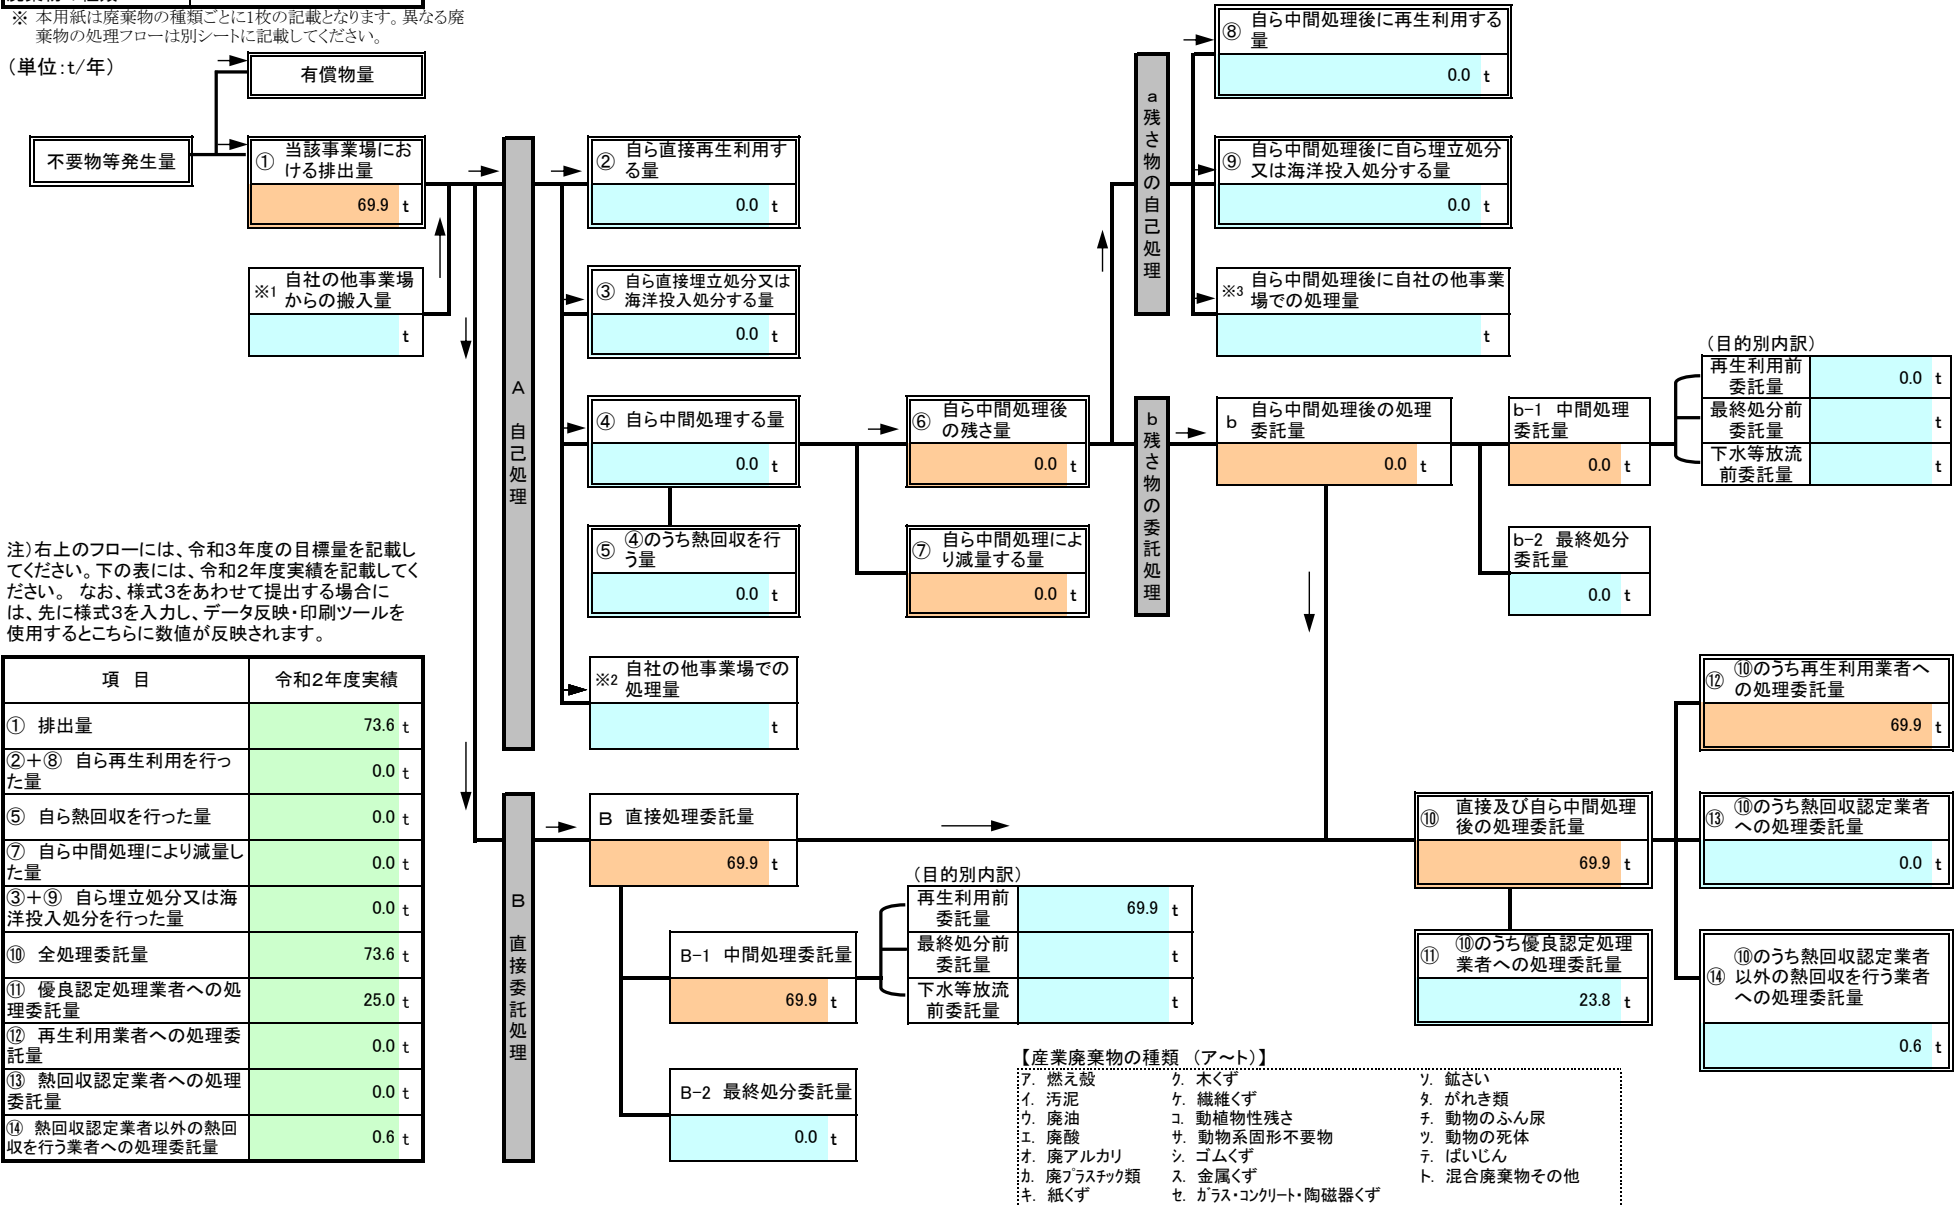 ※ 本用紙は廃棄物の種類ごとに1枚の記載となります。異なる廃
棄物の処理フローは別シートに記載してください。
(単位:t/年)
有償物量
不要物等発生量
① 当該事業場にお
ける排出量
69.9 t
※1 自社の他事業場
からの搬入量
t
A 自己処理
② 自ら直接再生利用す
る量
0.0 t
③ 自ら直接埋立処分又は
海洋投入処分する量
0.0 t
④ 自ら中間処理する量
0.0 t
⑤ ④のうち熱回収を行
う量
0.0 t
※2 自社の他事業場での
処理量
t
⑥ 自ら中間処理後
の残さ量
0.0 t
⑦ 自ら中間処理によ
り減量する量
0.0 t
a 残さ物の自己処理
⑧ 自ら中間処理後に再生利用する
量
0.0 t
⑨ 自ら中間処理後に自ら埋立処分
又は海洋投入処分する量
0.0 t
※3 自ら中間処理後に自社の他事業
場での処理量
t
b 残さ物の委託処理
b 自ら中間処理後の処理
委託量
0.0 t
b-1 中間処理
委託量
0.0 t
b-2 最終処分
委託量
0.0 t
(目的別内訳)
再生利用前
委託量
0.0 t
最終処分前
委託量
t
下水等放流
前委託量
t
注)右上のフローには、令和3年度の目標量を記載し
てください。下の表には、令和2年度実績を記載してく
ださい。 なお、様式3をあわせて提出する場合に
は、先に様式3を入力し、データ反映・印刷ツールを
使用するとこちらに数値が反映されます。
項 目 令和2年度実績
① 排出量 73.6 t
②+⑧ 自ら再生利用を行っ
た量
0.0 t
⑤ 自ら熱回収を行った量 0.0 t
⑦ 自ら中間処理により減量し
た量
0.0 t
③+⑨ 自ら埋立処分又は海
洋投入処分を行った量
0.0 t
⑩ 全処理委託量 73.6 t
⑪ 優良認定処理業者への処
理委託量
25.0 t
⑫ 再生利用業者への処理委
託量
0.0 t
⑬ 熱回収認定業者への処理
委託量
0.0 t
⑭ 熱回収認定業者以外の熱回
収を行う業者への処理委託量
0.6 t
B 直接委託処理
B 直接処理委託量
69.9 t
B-1 中間処理委託量
69.9 t
B-2 最終処分委託量
0.0 t
(目的別内訳)
再生利用前
委託量
69.9 t
最終処分前
委託量
t
下水等放流
前委託量
t
⑩ 直接及び自ら中間処理
後の処理委託量
69.9 t
⑪ ⑩のうち優良認定処理
業者への処理委託量
23.8 t
⑫ ⑩のうち再生利用業者へ
の処理委託量
69.9 t
⑬ ⑩のうち熱回収認定業者
への処理委託量
0.0 t
⑭ ⑩のうち熱回収認定業者
以外の熱回収を行う業者
への処理委託量
0.6 t
【産業廃棄物の種類 (ア~ト)】
ア. 燃え殻 ク. 木くず ソ. 鉱さい
イ. 汚泥 ケ. 繊維くず タ. がれき類
ウ. 廃油 コ. 動植物性残さ チ. 動物のふん尿
エ. 廃酸 サ. 動物系固形不要物 ツ. 動物の死体
オ. 廃アルカリ シ. ゴムくず テ. ばいじん
カ. 廃プラスチック類 ス. 金属くず ト. 混合廃棄物その他
キ. 紙くず セ. ガラス・コンクリート・陶磁器くず